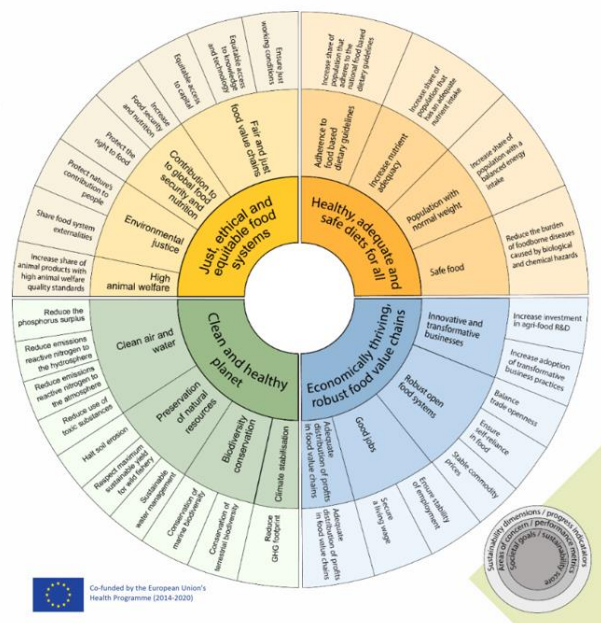 Just, ethical and
equitable food
systems
Fair and just
food value chains
Ensure just
working conditions
Equitable access
to knowledge
and technology
Equitable access
to capital
Contribution
to global food
security and
nutrition
Increase
Food security
and nutrition
Protect the
right to food
Environmental
justice
Protect nature's
contribution to
people
Share food system
externalities
High
animal welfare
Increase share of
animal products with
high animal welfare
quality standards
Healthy, adequate and
safe diets for all
Adherence to
food based
dietary guidelines
Increase share of
population that
adheres to the
national food based
dietary guidelines
Increase nutrient
adequacy
Increase share of
population that
has an adequate
nutrient intake
Population with
normal weight
Increase share of
population with a
balanced energy
intake
Safe food
Reduce the burden
of foodborne diseases
caused by biological
and chemical hazards
Clean and healthy
planet
Clean air and
water
Reduce the
phosphorus surplus
Reduce emissions
reactive nitrogen to
the hydrosphere
Reduce emissions
reactive nitrogen to
the atmosphere
Reduce use of
toxic substances
Preservation
of natural
resources
Halt soil erosion
Respect maximum
sustainable yield
for wild fishery
Sustainable
water management
Biodiversity
conservation
Conservation of
marine biodiversity
Conservation of
terrestrial biodiversity
Climate stabilisation
Reduce
GHG footprint
Economically thriving,
robust food value chains
Innovative and
transformative
businesses
Increase investment
in agri-food R&D
Increase adoption
of transformative
business practices
Robust open
food systems
Balance
trade openness
Ensure
self-reliance
in food
Stable commodity
prices
Good jobs
Ensure stability
of employment
Secure
a living wage
Adequate
distribution of profits
in food value chains
Adequate
distribution of profits
in food value chains
Sustainability dimensions / progress indicators
Areas of concern / performance metrics
Societal goals / sustainability
score
Co-funded by the European Union's
Health Programme (2014-2020)